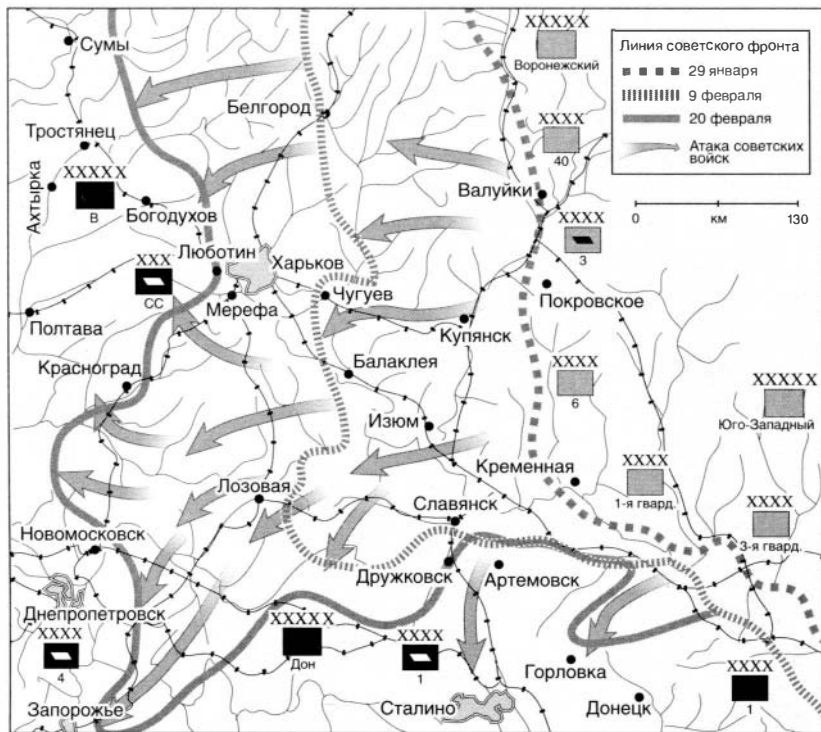 Линия советского фронта
29 января
9 февраля
20 февраля
Атака советских
войск
0 км 130
Сумы
XXXXX
Воронежский
Белгород
XXXX
40
Тростянец
Ахтырка
XXXXX
В
Богодухов
Валуйки
XXXX
3
Люботин
Харьков
XXX
СС
Мерефа
Чугуев
Покровское
Полтава
Купянск
Красноград
Балаклея
XXXX
6
XXXXX
Юго-Западный
Изюм
Кременная
XXXX
1-я гвард.
Лозовая
Славянск
XXXX
3-я гвард.
Новомосковск
Дружковск
Артемовск
Днепропетровск
XXXX
4
XXXXX
Дон
XXXX
1
Горловка
XXXX
1
Запорожье
Сталино
Донецк